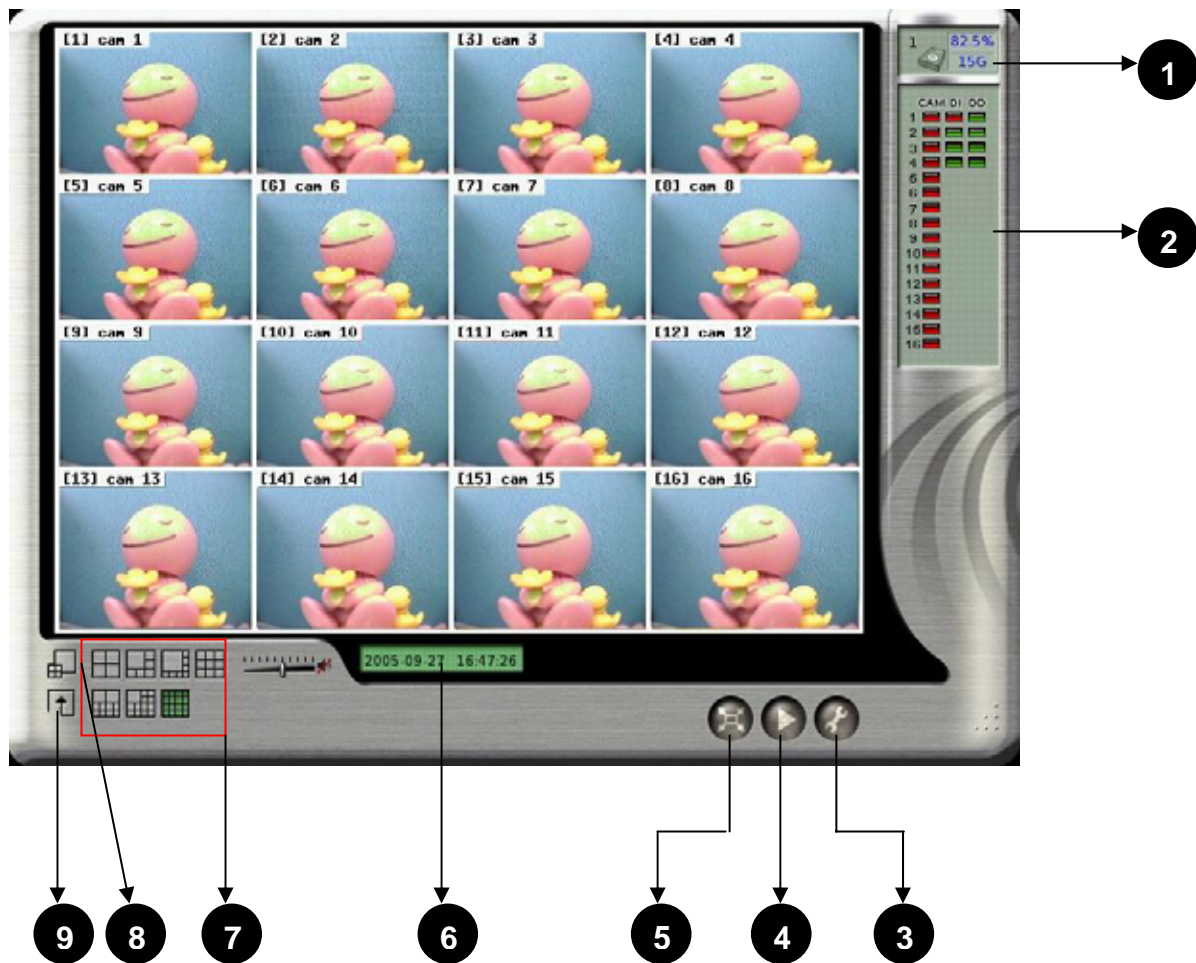 [1] cam 1 [2] cam 2 [3] cam 3 [4] cam 4
1 82.5%
15G
1
CAM DI DO
1
2
3
4
[5] cam 5 [6] cam 6 [7] cam 7 [8] cam 8
5
6
7
8
2
9
10
11
12
13
14
15
16
[9] cam 9 [10] cam 10 [11] cam 11 [12] cam 12
[13] cam 13 [14] cam 14 [15] cam 15 [16] cam 16
2005-09-27 16:47:26
9 8 7 6 5 4 3